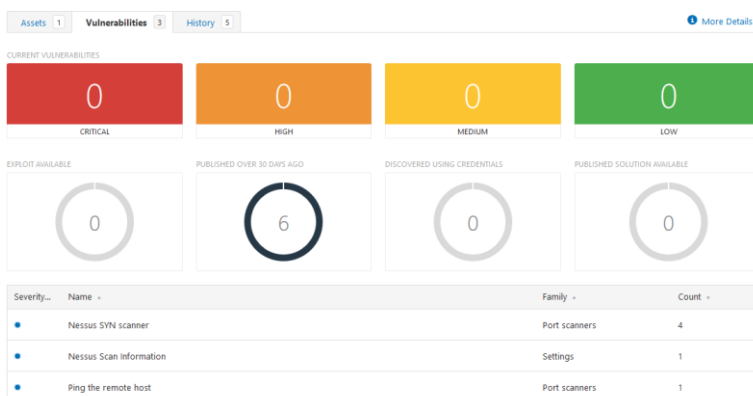 Assets 1 Vulnerabilities 3 History 5 More Details
CURRENT VULNERABILITIES
0 0 0 0
CRITICAL HIGH MEDIUM LOW
EXPLOIT AVAILABLE PUBLISHED OVER 30 DAYS AGO DISCOVERED USING CREDENTIALS PUBLISHED SOLUTION AVAILABLE
0 6 0 0
Severity... Name Family Count
Nessus SYN scanner Port scanners 4
Nessus Scan Information Settings 1
Ping the remote host Port scanners 1